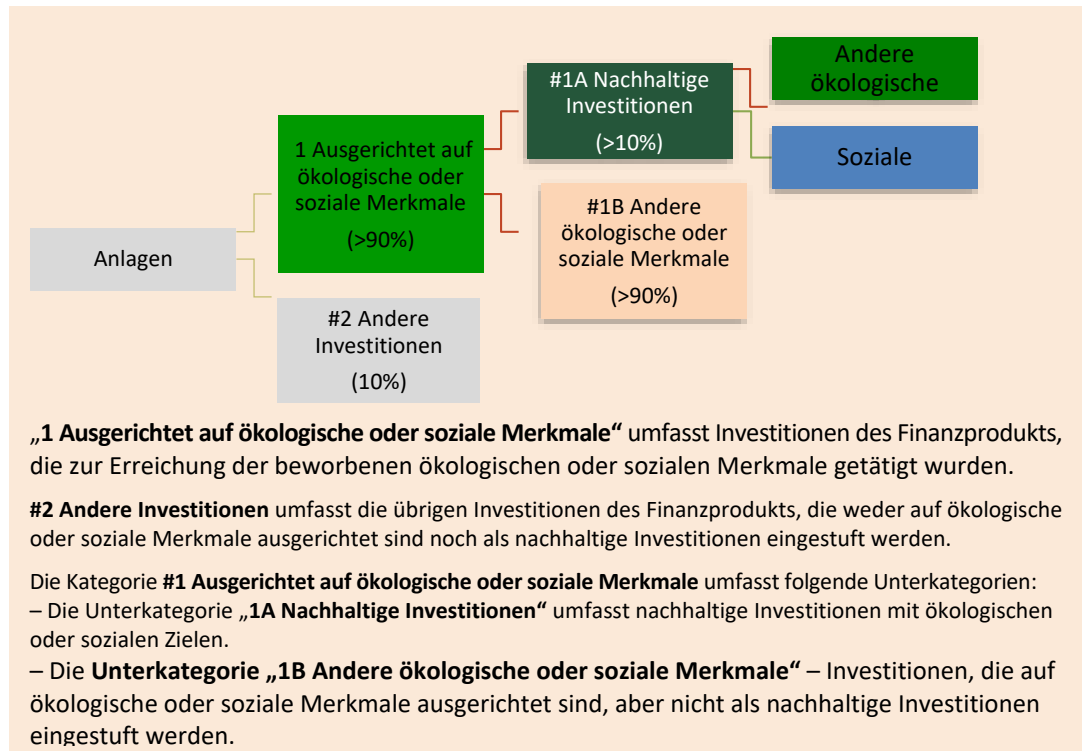 Andere
ökologische
#1A Nachhaltige
Investitionen
(>10%)
Soziale
1 Ausgerichtet auf
ökologische oder
soziale Merkmale
(>90%)
#1B Andere
ökologische oder
soziale Merkmale
(>90%)
Anlagen
#2 Andere
Investitionen
(10%)
„1 Ausgerichtet auf ökologische oder soziale Merkmale“ umfasst Investitionen des Finanzprodukts,
die zur Erreichung der beworbenen ökologischen oder sozialen Merkmale getätigt wurden.
#2 Andere Investitionen umfasst die übrigen Investitionen des Finanzprodukts, die weder auf ökologische
oder soziale Merkmale ausgerichtet sind noch als nachhaltige Investitionen eingestuft werden.
Die Kategorie #1 Ausgerichtet auf ökologische oder soziale Merkmale umfasst folgende Unterkategorien:
– Die Unterkategorie „1A Nachhaltige Investitionen“ umfasst nachhaltige Investitionen mit ökologischen
oder sozialen Zielen.
– Die Unterkategorie „1B Andere ökologische oder soziale Merkmale“ – Investitionen, die auf
ökologische oder soziale Merkmale ausgerichtet sind, aber nicht als nachhaltige Investitionen
eingestuft werden.